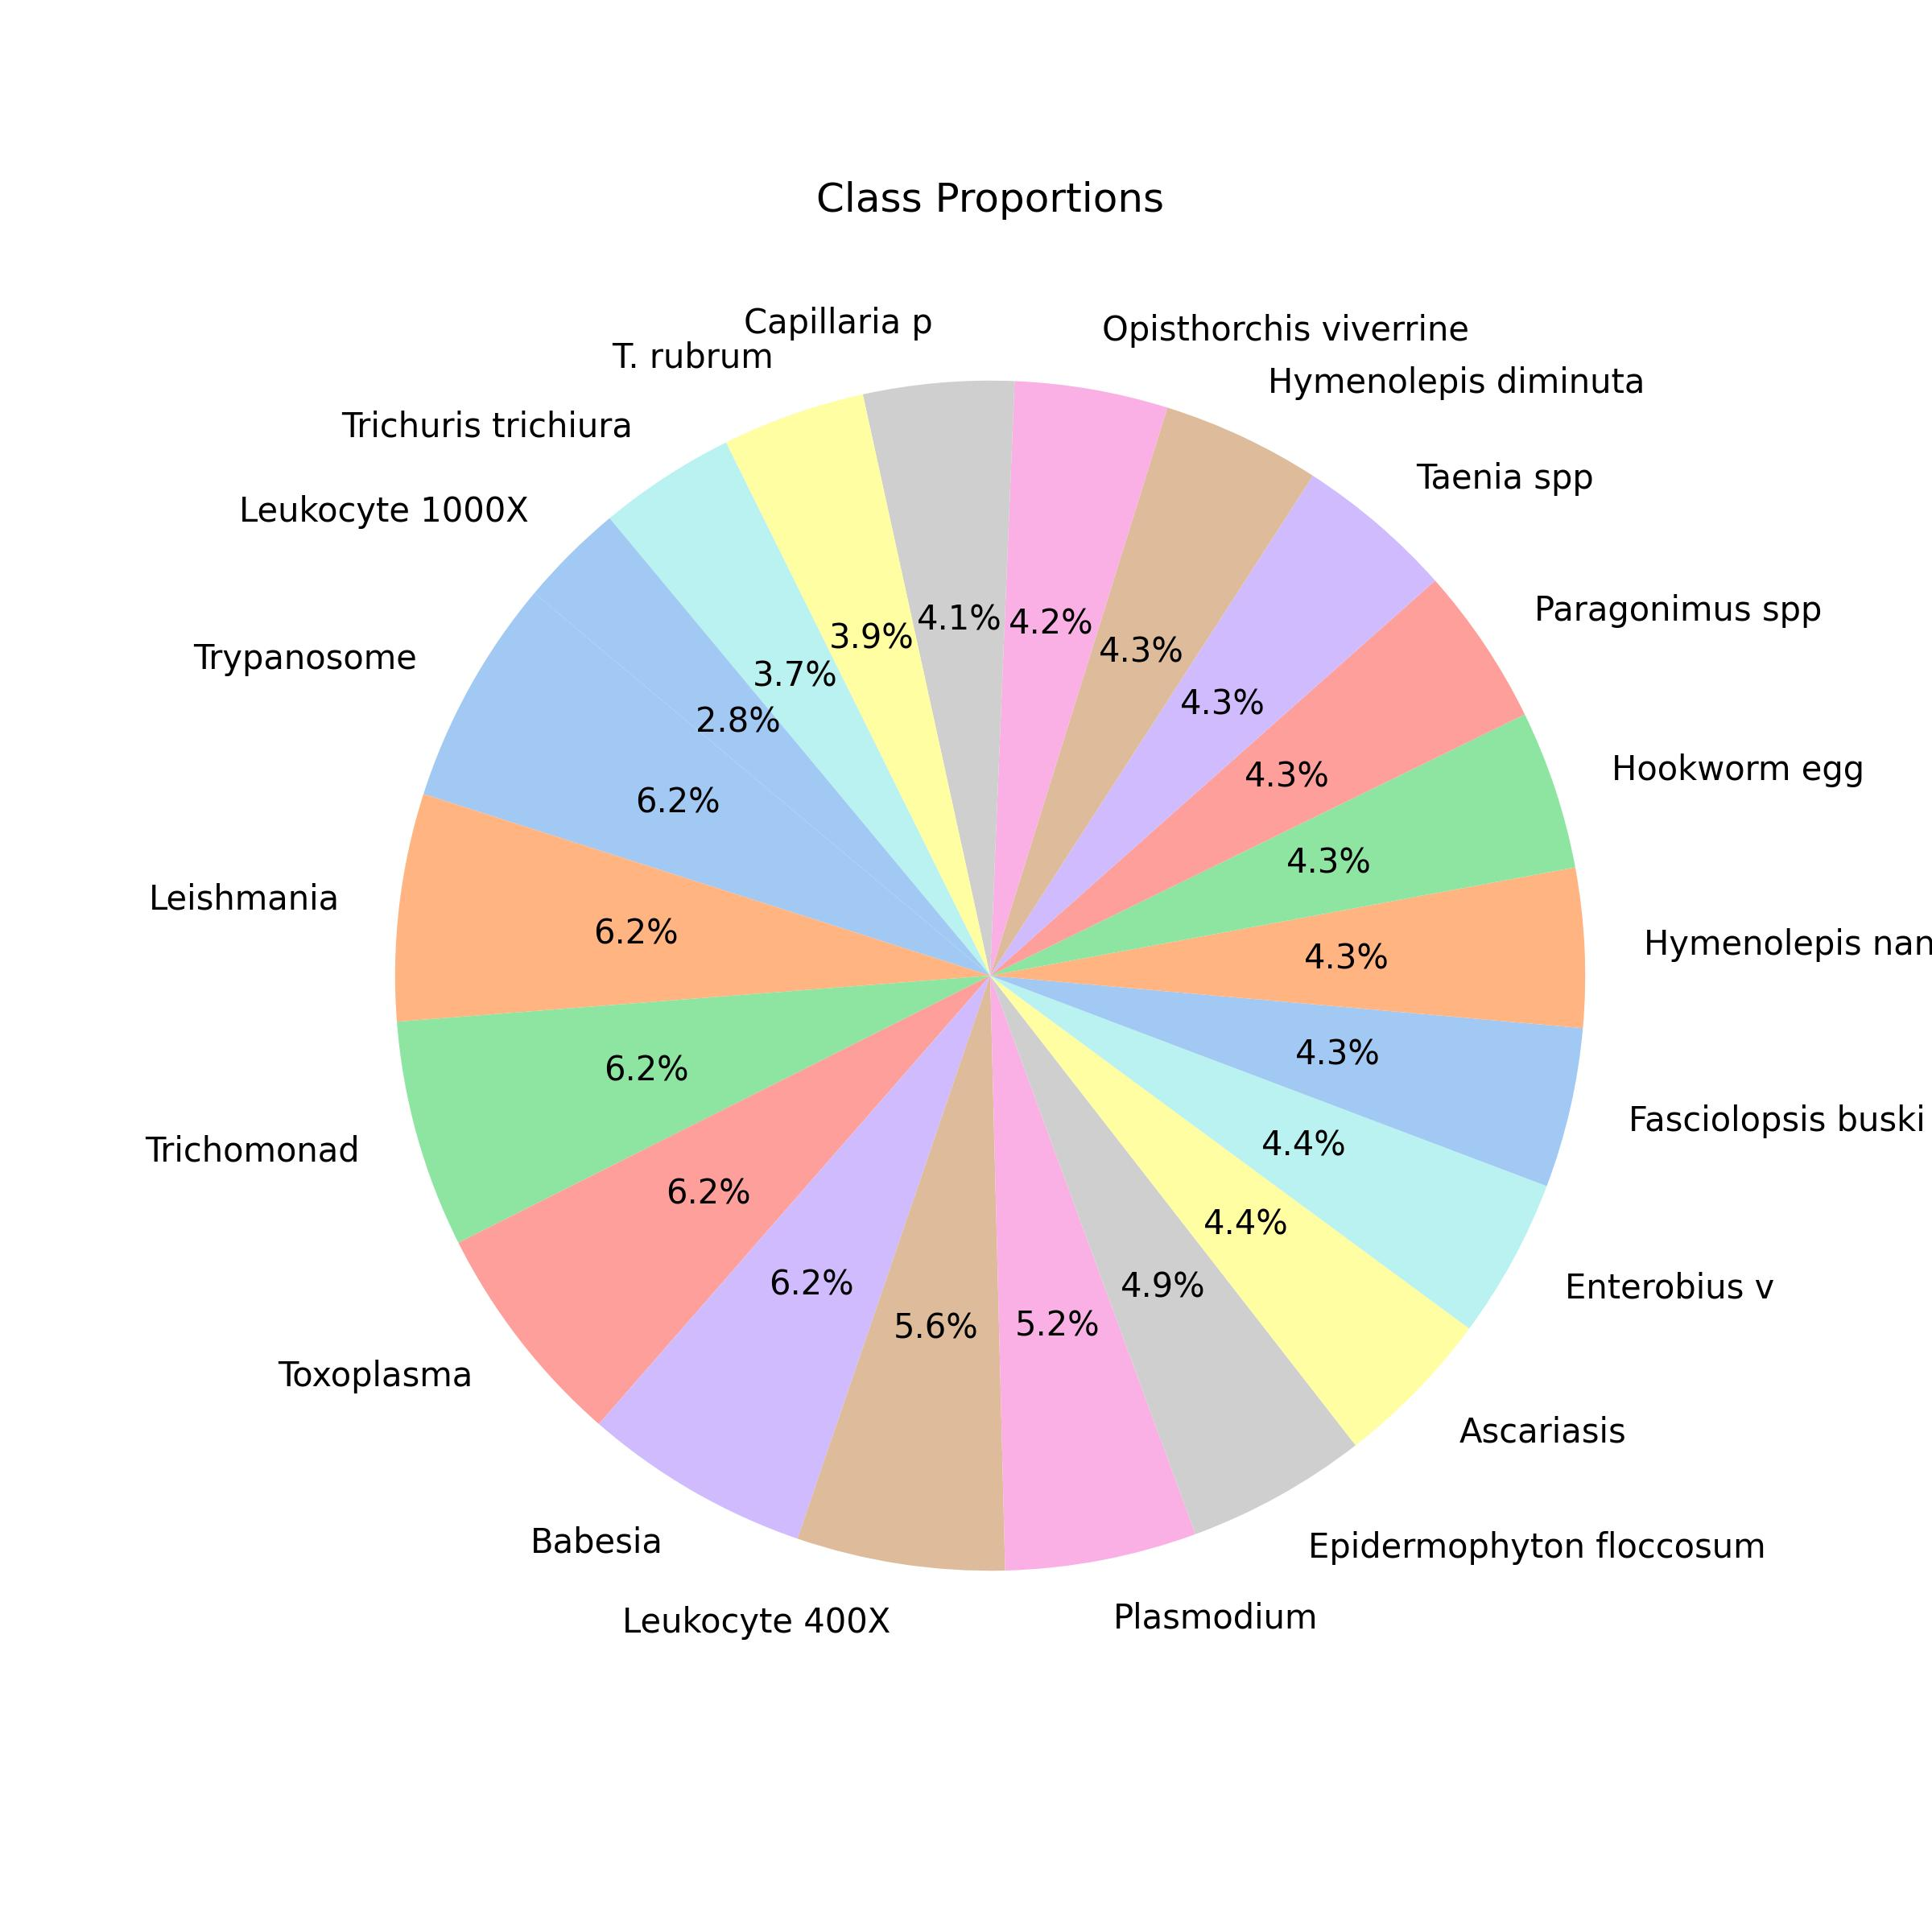 Class Proportions
Capillaria p
Opisthorchis viverrine
T. rubrum
Hymenolepis diminuta
Trichuris trichiura
Taenia spp
Leukocyte 1000X
Paragonimus spp
Trypanosome
Hookworm egg
Leishmania
Hymenolepis nan
Trichomonad
Fasciolopsis buski
Toxoplasma
Enterobius v
Babesia
Ascariasis
Leukocyte 400X
Epidermophyton floccosum
Plasmodium
4.1%
4.2%
3.9%
4.3%
3.7%
4.3%
2.8%
4.3%
6.2%
4.3%
6.2%
4.3%
6.2%
4.3%
6.2%
4.4%
6.2%
4.4%
5.6%
5.2%
4.9%